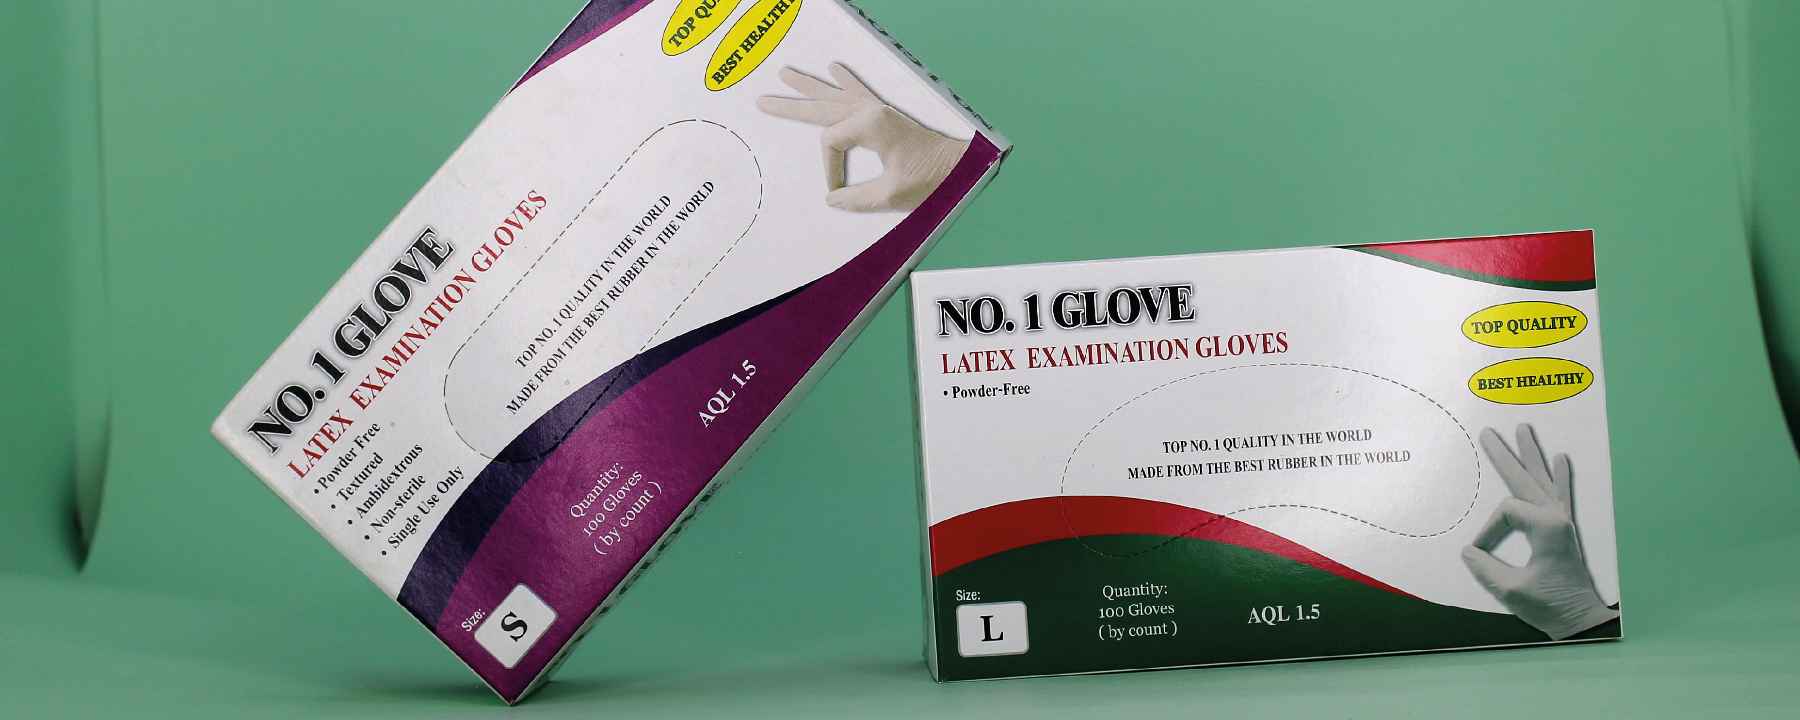 TOP QU
BEST HEALTH
NO. 1 GLOVE
LATEX EXAMINATION GLOVES
• Powder Free
• Textured
• Ambidextrous
• Non-sterile
• Single Use Only
TOP NO. 1 QUALITY IN THE WORLD
MADE FROM THE BEST RUBBER IN THE WORLD
AQL 1.5
Quantity:
100 Gloves
( by count )
Size:
S
NO. 1 GLOVE
LATEX EXAMINATION GLOVES
• Powder-Free
TOP QUALITY
BEST HEALTHY
TOP NO. 1 QUALITY IN THE WORLD
MADE FROM THE BEST RUBBER IN THE WORLD
Size:
L
Quantity:
100 Gloves
( by count )
AQL 1.5